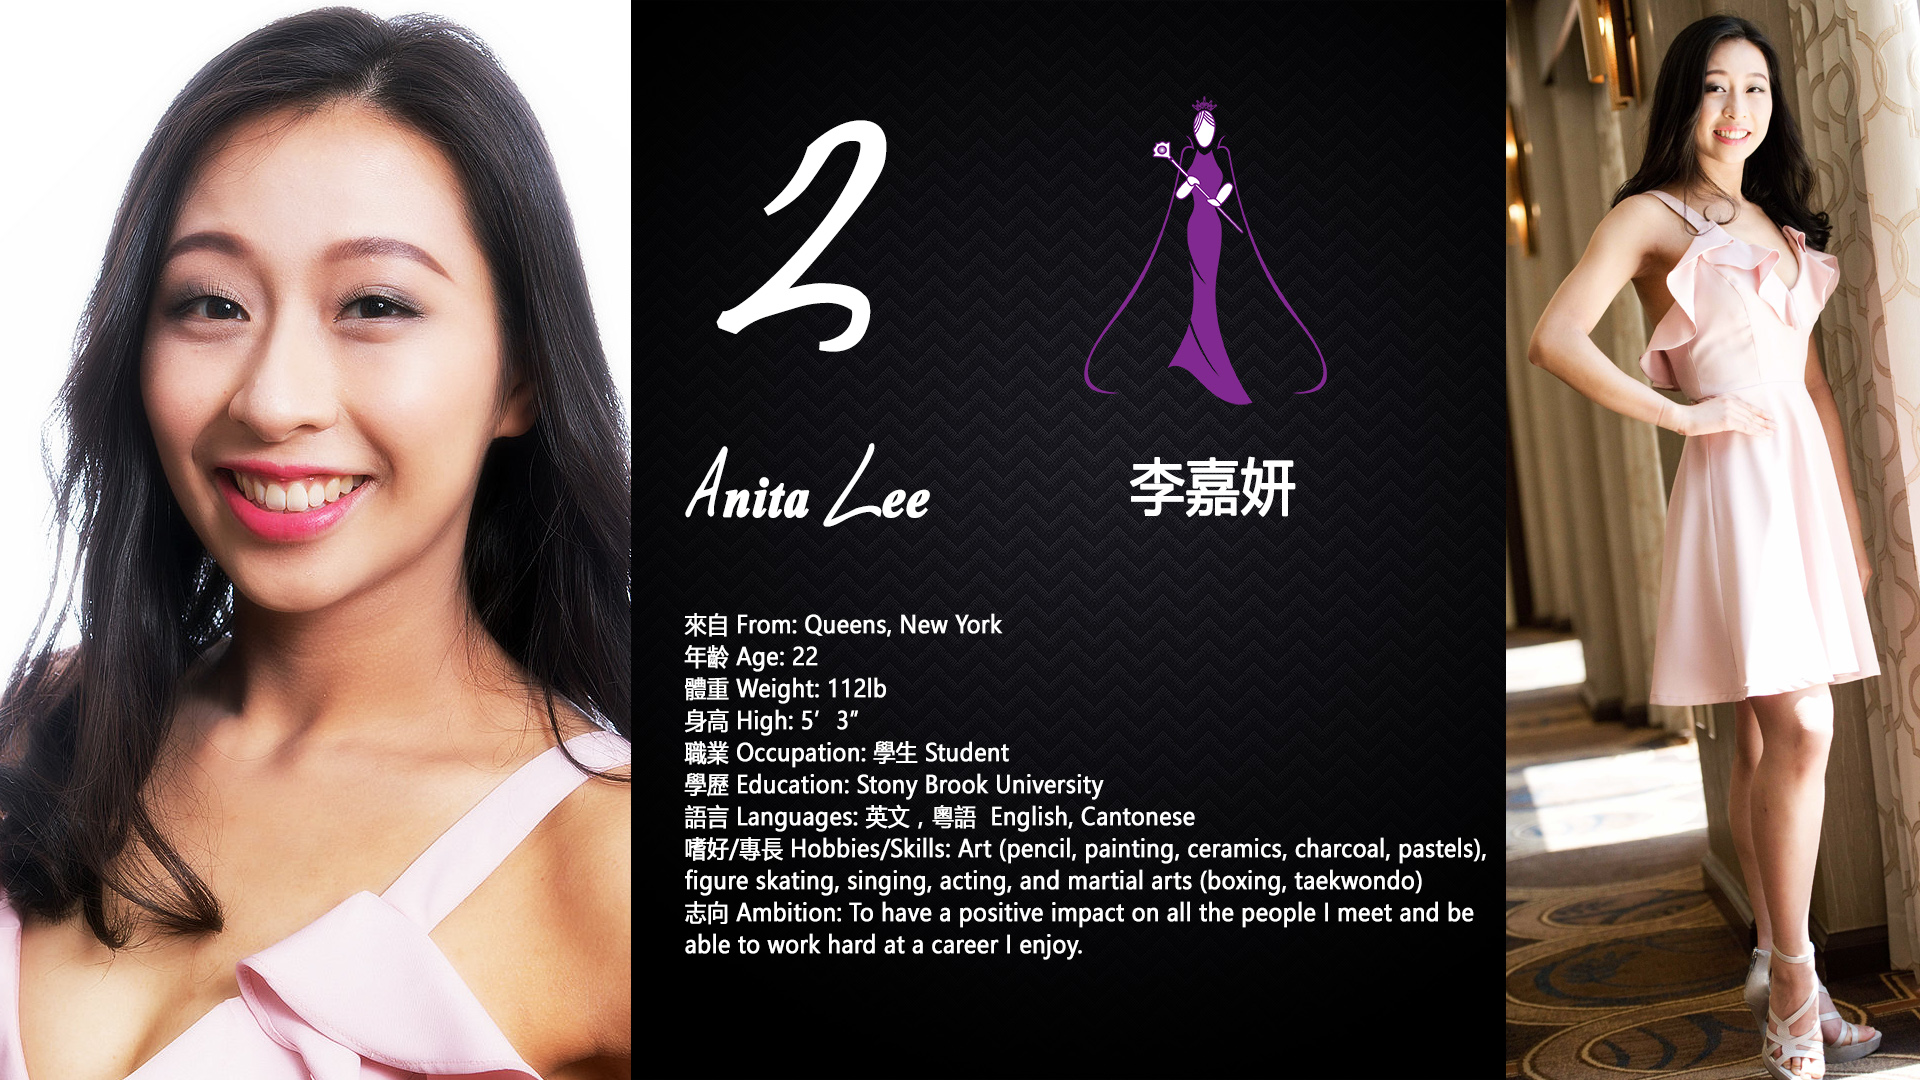 2
Anita Lee
李嘉妍
來自 From: Queens, New York
年齡 Age: 22
體重 Weight: 112lb
身高 High: 5’ 3”
職業 Occupation: 學生 Student
學歷 Education: Stony Brook University
語言 Languages: 英文 , 粵語  English, Cantonese
嗜好/專長 Hobbies/Skills: Art (pencil, painting, ceramics, charcoal, pastels),
figure skating, singing, acting, and martial arts (boxing, taekwondo)
志向 Ambition: To have a positive impact on all the people I meet and be
able to work hard at a career I enjoy.